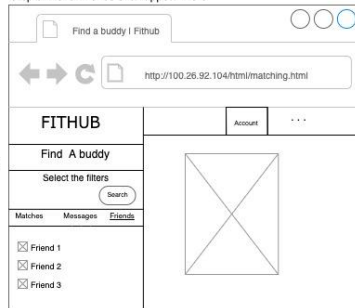 Find a buddy I Fithub
http://100.26.92.104/html/matching.html
FITHUB
Account
...
Find A buddy
Select the filters
Search
Matches Messages Friends
Friend 1
Friend 2
Friend 3